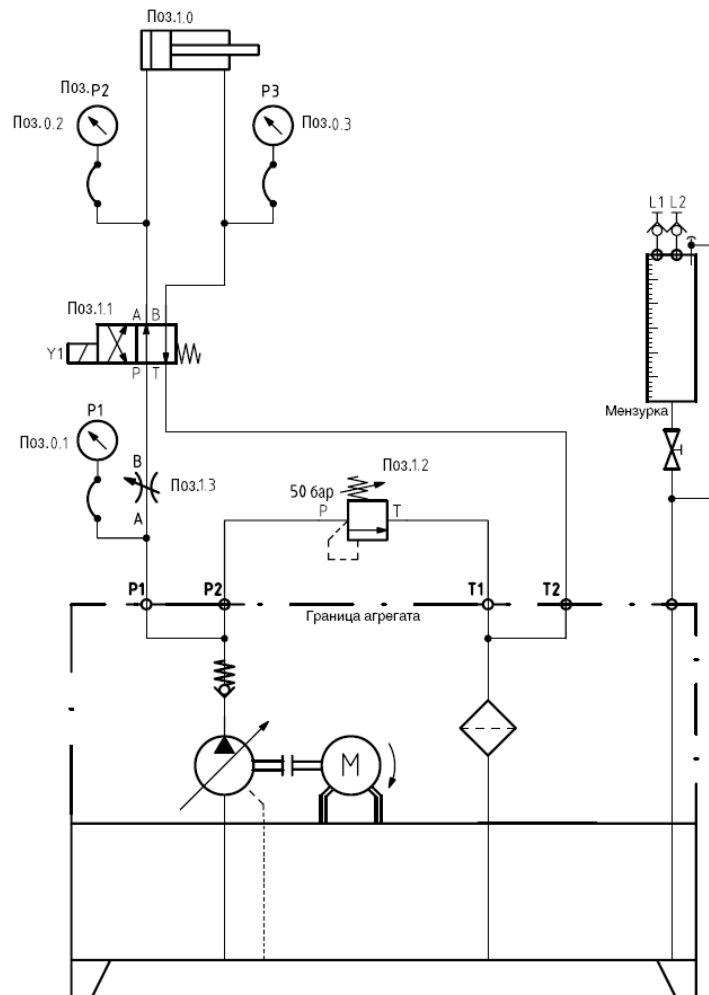 Поз.1.0
Поз. P2
P3
Поз.0.2
Поз.0.3
L1 L2
Поз.1.1
A B
Y1
P T
Мензурка
P1
Поз.0.1
Поз.1.2
B
Поз.1.3
50 бар
A
P T
P1 P2 T1 T2
Граница агрегата
M